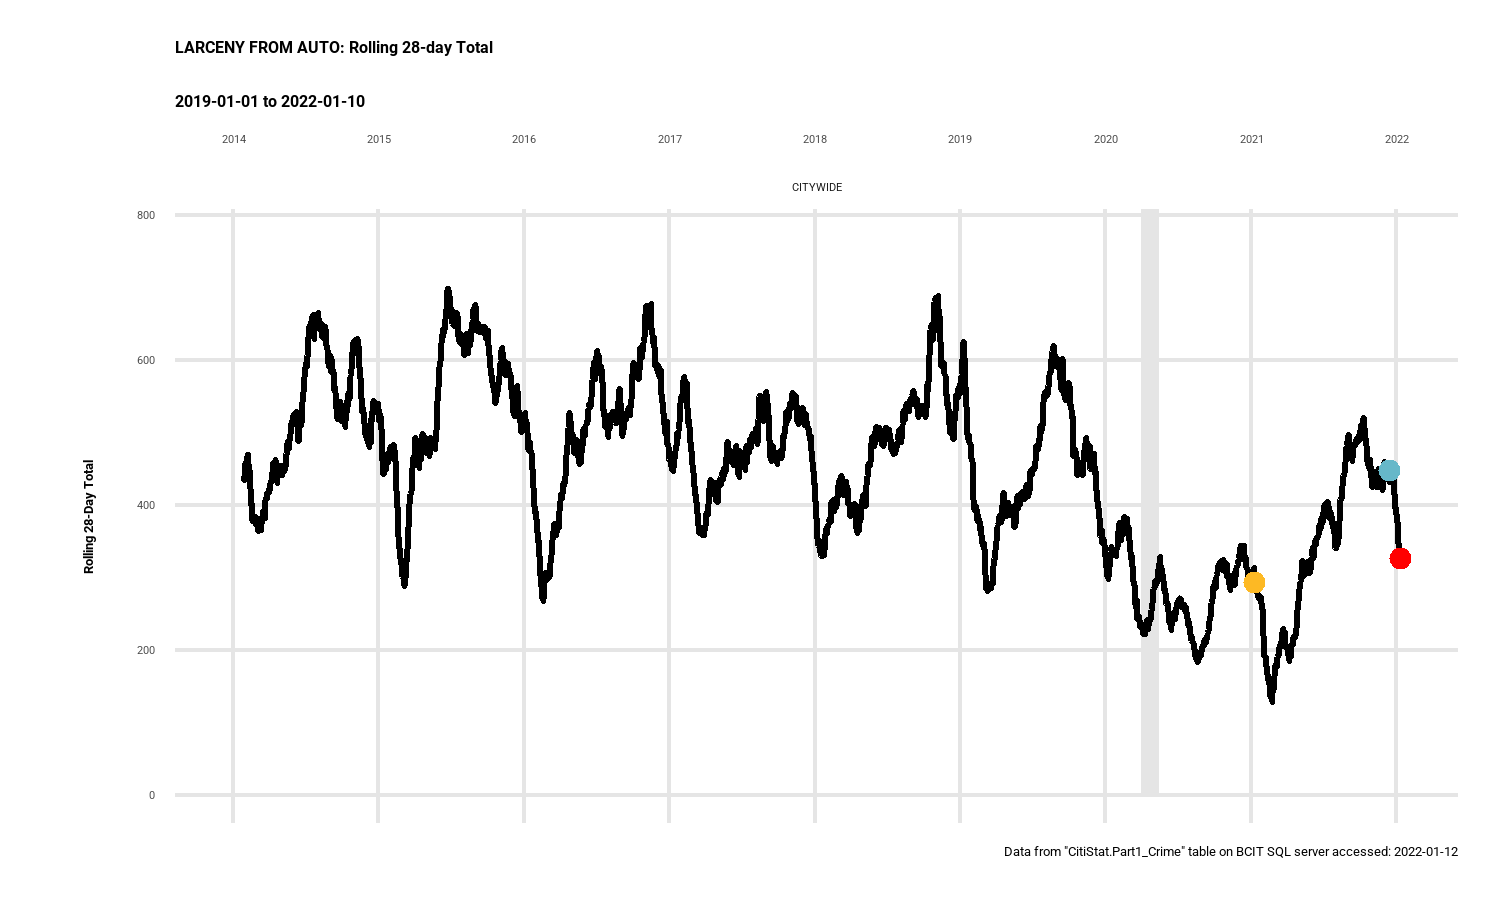 LARCENY FROM AUTO: Rolling 28-day Total
2019-01-01 to 2022-01-10
2014 2015 2016 2017 2018 2019 2020 2021 2022
CITYWIDE
800
600
400
200
0
Rolling 28-Day Total
Data from "CitiStat.Part1_Crime" table on BCIT SQL server accessed: 2022-01-12